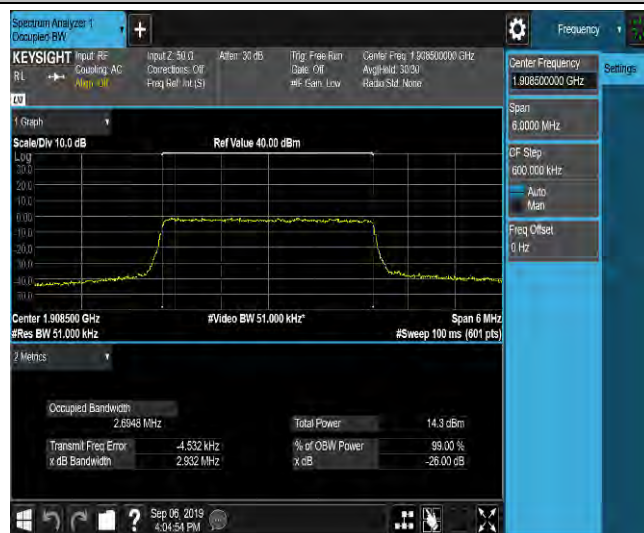 Spectrum Analyzer 1
Occupied BW
+
Frequency
KEYSIGHT Input: RF Input Z: 50 Ω Atten: 30 dB Trig: Free Run Center Freq: 1.908500000 GHz
RL Coupling: AC Corrections: Off Gate: Off Avg|Hold: 30/30
Align: Off Freq Ref: Int (S) #IF Gain: Low Radio Std: None
LXI
Center Frequency
1.908500000 GHz
Settings
Span
6.0000 MHz
CF Step
600.000 kHz
Auto
Man
Freq Offset
0 Hz
1 Graph
Scale/Div 10.0 dB Ref Value 40.00 dBm
Log
30.0
20.0
10.0
0.00
-10.0
-20.0
-30.0
-40.0
-50.0
Center 1.908500 GHz #Video BW 51.000 kHz* Span 6 MHz
#Res BW 51.000 kHz #Sweep 100 ms (601 pts)
2 Metrics
Occupied Bandwidth
2.6948 MHz Total Power 14.3 dBm
Transmit Freq Error -4.532 kHz % of OBW Power 99.00 %
x dB Bandwidth 2.932 MHz x dB -26.00 dB
? Sep 06, 2019
4:04:54 PM